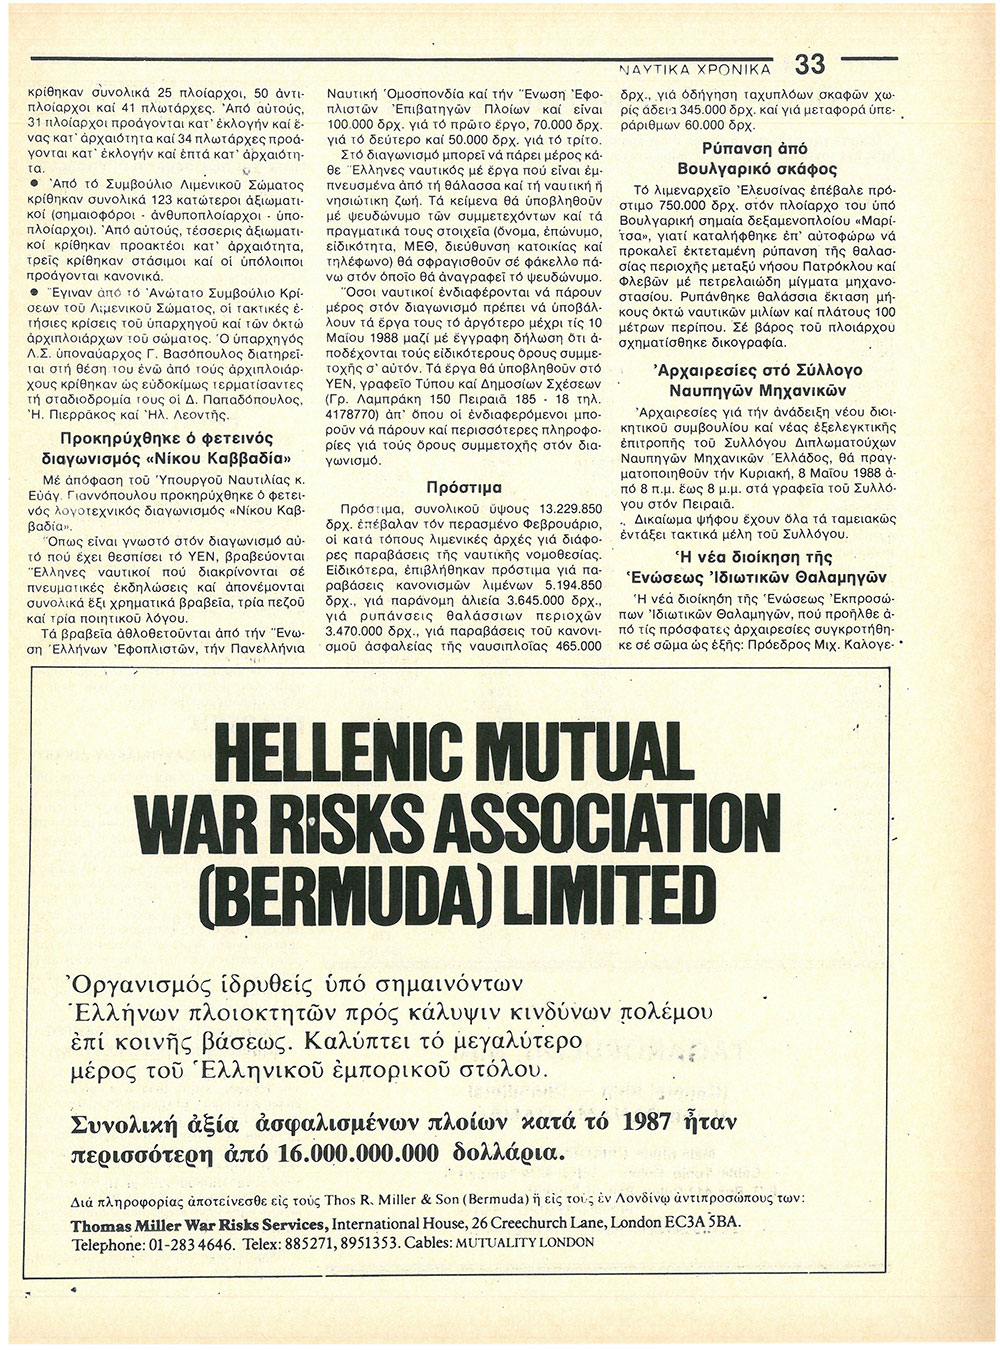 ΝΑΥΤΙΚΑ ΧΡΟΝΙΚΑ 33
κρίθηκαν συνολικά 25 πλοίαρχοι, 50 ἀντι-
πλοίαρχοι καί 41 πλωτάρχες. Ἀπό αὐτούς,
31 πλοίαρχοι προάγονται κατ' ἐκλογήν καί ἕ-
νας κατ' ἀρχαιότητα καί 34 πλωτάρχες προά-
γονται κατ' ἐκλογήν καί ἑπτά κατ' ἀρχαιότη-
τα.
● Ἀπό τό Συμβούλιο Λιμενικοῦ Σώματος
κρίθηκαν συνολικά 123 κατώτεροι ἀξιωματι-
κοί (σημαιοφόροι - ἀνθυποπλοίαρχοι - ὑπο-
πλοίαρχοι). Ἀπό αὐτούς, τέσσερις ἀξιωματι-
κοί κρίθηκαν προακτέοι κατ' ἀρχαιότητα,
τρεῖς κρίθηκαν στάσιμοι καί οἱ ὑπόλοιποι
προάγονται κανονικά.
● Ἔγιναν ἀπό τό Ἀνώτατο Συμβούλιο Κρί-
σεων τοῦ Λιμενικοῦ Σώματος, οἱ τακτικές ἐ-
τήσιες κρίσεις τοῦ ὑπαρχηγοῦ καί τῶν ὀκτώ
ἀρχιπλοιάρχων τοῦ σώματος. Ὁ ὑπαρχηγός
Λ.Σ. ὑποναύαρχος Γ. Βασόπουλος διατηρεῖ-
ται στή θέση του ἐνῶ ἀπό τούς ἀρχιπλοιάρ-
χους κρίθηκαν ὡς εὐδοκίμως τερματίσαντες
τή σταδιοδρομία τους οἱ Δ. Παπαδόπουλος,
Ἠ. Πιερράκος καί Ἠλ. Λεοντῆς.
Προκηρύχθηκε ὁ φετεινός
διαγωνισμός «Νίκου Καββαδία»
Μέ ἀπόφαση τοῦ Ὑπουργοῦ Ναυτιλίας κ.
Εὐάγ. Γιαννόπουλου προκηρύχθηκε ὁ φετει-
νός λογοτεχνικός διαγωνισμός «Νίκου Καβ-
βαδία».
Ὅπως εἶναι γνωστό στόν διαγωνισμό αὐ-
τό πού ἔχει θεσπίσει τό ΥΕΝ, βραβεύονται
Ἕλληνες ναυτικοί πού διακρίνονται σέ
πνευματικές ἐκδηλώσεις καί ἀπονέμονται
συνολικά ἕξι χρηματικά βραβεῖα, τρία πεζοῦ
καί τρία ποιητικοῦ λόγου.
Τά βραβεῖα ἀθλοθετοῦνται ἀπό τήν Ἕνω-
ση Ἑλλήνων Ἐφοπλιστῶν, τήν Πανελλήνια
Ναυτική Ὁμοσπονδία καί τήν Ἕνωση Ἐφο-
πλιστῶν Ἐπιβατηγῶν Πλοίων καί εἶναι
100.000 δρχ. γιά τό πρῶτο ἔργο, 70.000 δρχ.
γιά τό δεύτερο καί 50.000 δρχ. γιά τό τρίτο.
Στό διαγωνισμό μπορεῖ νά πάρει μέρος κά-
θε Ἕλληνες ναυτικός μέ ἔργα πού εἶναι ἐμ-
πνευσμένα ἀπό τή θάλασσα καί τή ναυτική ἤ
νησιώτικη ζωή. Τά κείμενα θά ὑποβληθοῦν
μέ ψευδώνυμο τῶν συμμετεχόντων καί τά
πραγματικά τους στοιχεῖα (ὄνομα, ἐπώνυμο,
εἰδικότητα, ΜΕΘ, διεύθυνση κατοικίας καί
τηλέφωνο) θά σφραγισθοῦν σέ φάκελλο πά-
νω στόν ὁποῖο θά ἀναγραφεῖ τό ψευδώνυμο.
Ὅσοι ναυτικοί ἐνδιαφέρονται νά πάρουν
μέρος στόν διαγωνισμό πρέπει νά ὑποβάλ-
λουν τά ἔργα τους τό ἀργότερο μέχρι τίς 10
Μαΐου 1988 μαζί μέ ἔγγραφη δήλωση ὅτι ἀ-
ποδέχονται τούς εἰδικότερους ὅρους συμμε-
τοχῆς σ' αὐτόν. Τά ἔργα θά ὑποβληθοῦν στό
ΥΕΝ, γραφεῖο Τύπου καί Δημοσίων Σχέσεων
(Γρ. Λαμπράκη 150 Πειραιᾶ 185 - 18 τηλ.
4178770) ἀπ' ὅπου οἱ ἐνδιαφερόμενοι μπο-
ροῦν νά πάρουν καί περισσότερες πληροφο-
ρίες γιά τούς ὅρους συμμετοχῆς στόν δια-
γωνισμό.
Πρόστιμα
Πρόστιμα, συνολικοῦ ὕψους 13.229.850
δρχ. ἐπέβαλαν τόν περασμένο Φεβρουάριο,
οἱ κατά τόπους λιμενικές ἀρχές γιά διάφο-
ρες παραβάσεις τῆς ναυτικῆς νομοθεσίας.
Εἰδικότερα, ἐπιβλήθηκαν πρόστιμα γιά πα-
ραβάσεις κανονισμῶν λιμένων 5.194.850
δρχ., γιά παράνομη ἁλιεία 3.645.000 δρχ.,
γιά ρυπάνσεις θαλάσσιων περιοχῶν
3.470.000 δρχ., γιά παραβάσεις τοῦ κανονι-
σμοῦ ἀσφαλείας τῆς ναυσιπλοΐας 465.000
δρχ., γιά ὁδήγηση ταχυπλόων σκαφῶν χω-
ρίς ἄδεια 345.000 δρχ. καί γιά μεταφορά ὑπε-
ράριθμων 60.000 δρχ.
Ρύπανση ἀπό
Βουλγαρικό σκάφος
Τό λιμεναρχεῖο Ἐλευσίνας ἐπέβαλε πρό-
στιμο 750.000 δρχ. στόν πλοίαρχο του ὑπό
Βουλγαρική σημαία δεξαμενοπλοίου «Μαρί-
τσα», γιατί καταλήφθηκε ἐπ' αὐτοφώρω νά
προκαλεῖ ἐκτεταμένη ρύπανση τῆς θαλασ-
σίας περιοχῆς μεταξύ νήσου Πατρόκλου καί
Φλεβῶν μέ πετρελαιώδη μίγματα μηχανο-
στασίου. Ρυπάνθηκε θαλάσσια ἔκταση μή-
κους ὀκτώ ναυτικῶν μιλίων καί πλάτους 100
μέτρων περίπου. Σέ βάρος τοῦ πλοιάρχου
σχηματίσθηκε δικογραφία.
Ἀρχαιρεσίες στό Σύλλογο
Ναυπηγῶν Μηχανικῶν
Ἀρχαιρεσίες γιά τήν ἀνάδειξη νέου διοι-
κητικοῦ συμβουλίου καί νέας ἐξελεγκτικῆς
ἐπιτροπῆς τοῦ Συλλόγου Διπλωματούχων
Ναυπηγῶν Μηχανικῶν Ἑλλάδος, θά πραγ-
ματοποιηθοῦν τήν Κυριακή, 8 Μαΐου 1988 ἀ-
πό 8 π.μ. ἕως 8 μ.μ. στά γραφεῖα τοῦ Συλλό-
γου στόν Πειραιᾶ.
Δικαίωμα ψήφου ἔχουν ὅλα τά ταμειακῶς
ἐντάξει τακτικά μέλη τοῦ Συλλόγου.
Ἡ νέα διοίκηση τῆς
Ἑνώσεως Ἰδιωτικῶν Θαλαμηγῶν
Ἡ νέα διοίκηση τῆς Ἑνώσεως Ἐκπροσώ-
πων Ἰδιωτικῶν Θαλαμηγῶν, πού προῆλθε ἀ-
πό τίς πρόσφατες ἀρχαιρεσίες συγκροτήθη-
κε σέ σῶμα ὡς ἑξῆς: Πρόεδρος Μιχ. Καλογε-
HELLENIC MUTUAL
WAR RISKS ASSOCIATION
(BERMUDA) LIMITED
Ὀργανισμός ἱδρυθείς ὑπό σημαινόντων
Ἑλλήνων πλοιοκτητῶν πρός κάλυψιν κινδύνων πολέμου
ἐπί κοινῆς βάσεως. Καλύπτει τό μεγαλύτερο
μέρος τοῦ Ἑλληνικοῦ ἐμπορικοῦ στόλου.
Συνολική ἀξία ἀσφαλισμένων πλοίων κατά τό 1987 ἦταν
περισσότερη ἀπό 16.000.000.000 δολλάρια.
Διά πληροφορίας ἀποτείνεσθε εἰς τούς Thos R. Miller & Son (Bermuda) ἤ εἰς τούς ἐν Λονδίνῳ ἀντιπροσώπους των:
Thomas Miller War Risks Services, International House, 26 Creechurch Lane, London EC3A 5BA.
Telephone: 01-283 4646. Telex: 885271, 8951353. Cables: MUTUALITY LONDON